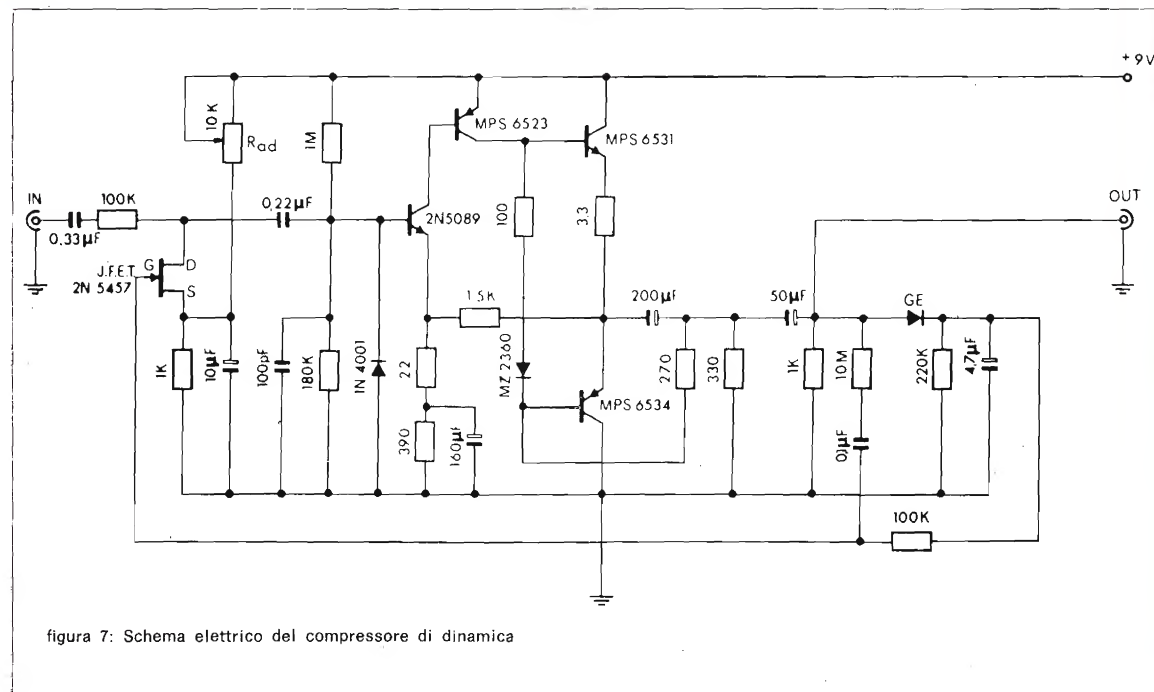 + 9V
10 K
Rad
1M
MPS 6523
MPS 6531
IN
100K
0.33µF
0,22µF
2N5089
100
3.3
OUT
J.F.E.T.
2N 5457
G
D
S
1K
10µF
100pF
180K
1N 4001
1.5K
22
390
160µF
MZ 2360
MPS 6534
200µF
270
330
50µF
1K
10M
0,1µF
GE
220K
4,7µF
100K
figura 7: Schema elettrico del compressore di dinamica